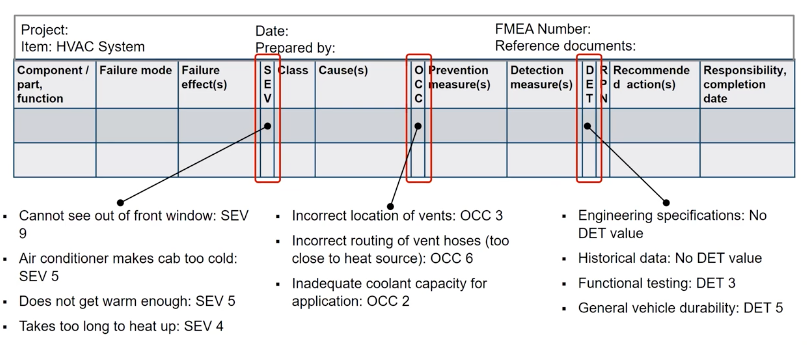 Project:
Date:
FMEA Number:
Item: HVAC System
Prepared by:
Reference documents:
Component / part, function
Failure mode
Failure effect(s)
SEV
Class
Cause(s)
OCC
Prevention measure(s)
Detection measure(s)
DET
RPN
Recommende
d action(s)
Responsibility, completion date
▪ Cannot see out of front window: SEV
9
▪ Air conditioner makes cab too cold:
SEV 5
▪ Does not get warm enough: SEV 5
▪ Takes too long to heat up: SEV 4
▪ Incorrect location of vents: OCC 3
▪ Incorrect routing of vent hoses (too
close to heat source): OCC 6
▪ Inadequate coolant capacity for
application: OCC 2
▪ Engineering specifications: No
DET value
▪ Historical data: No DET value
▪ Functional testing: DET 3
▪ General vehicle durability: DET 5